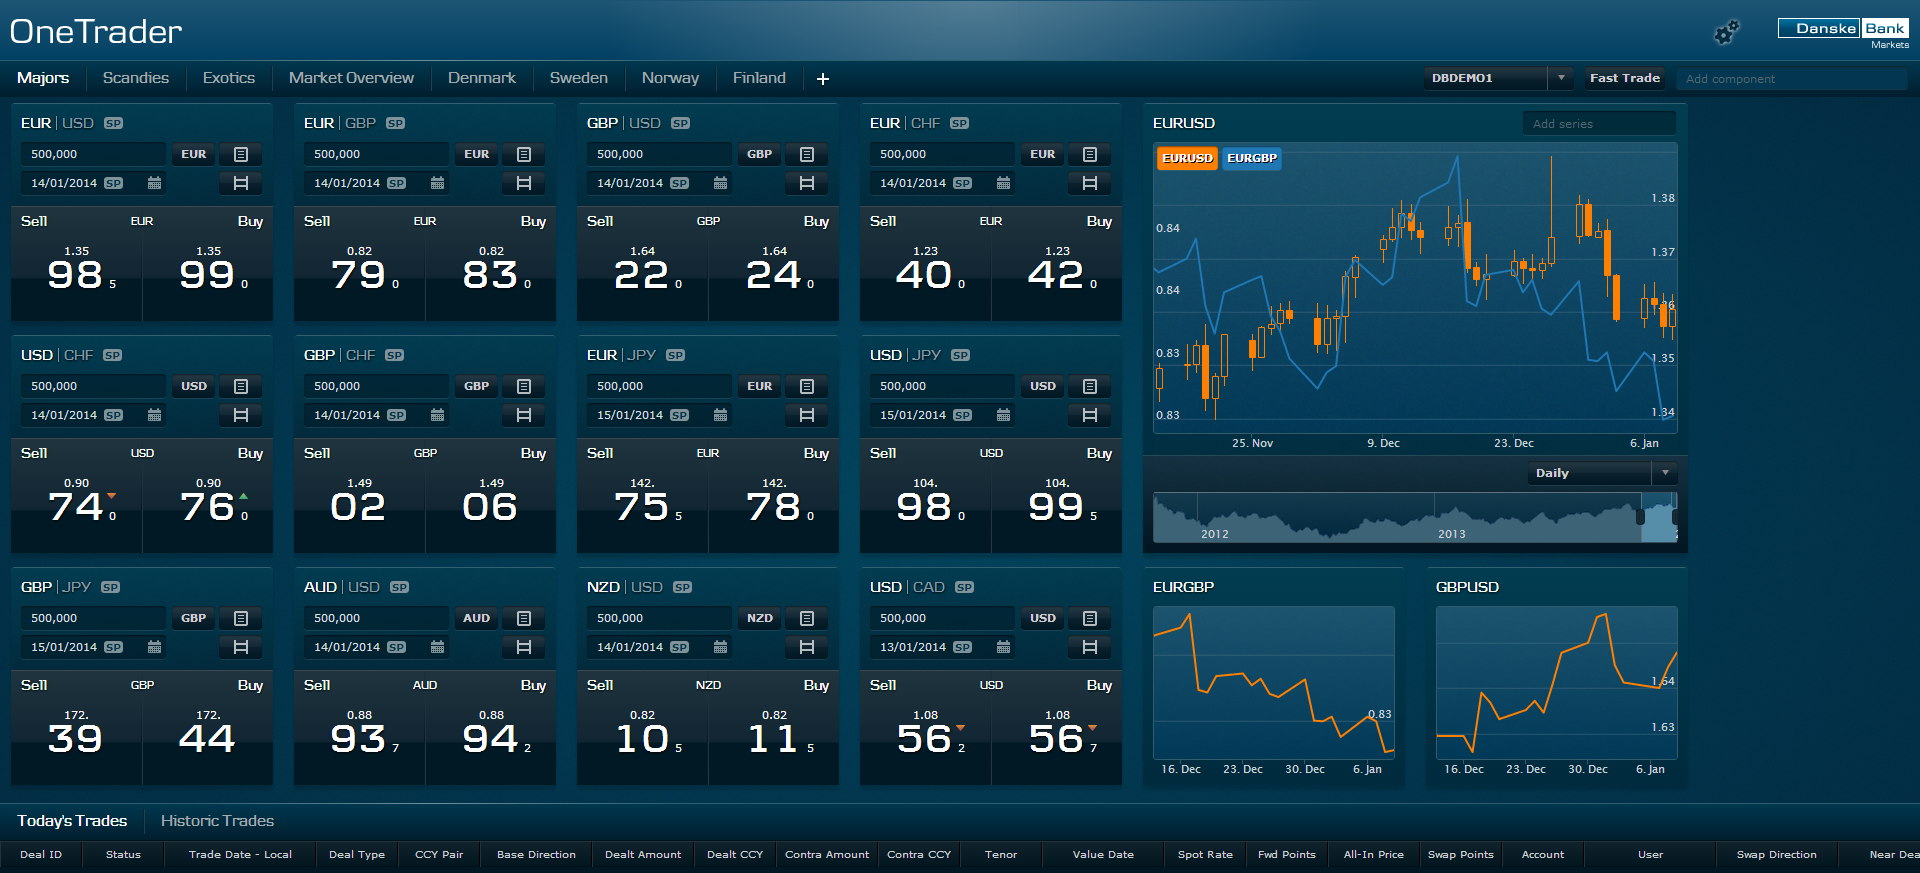 OneTrader
Danske Bank
Markets
Majors Scandies Exotics Market Overview Denmark Sweden Norway Finland + DBDEMO1 Fast Trade Add component
EUR USD SP
500,000 EUR
14/01/2014 SP
Sell EUR Buy
1.35 1.35
98 5 99 0
EUR GBP SP
500,000 EUR
14/01/2014 SP
Sell EUR Buy
0.82 0.82
79 0 83 0
GBP USD SP
500,000 GBP
14/01/2014 SP
Sell GBP Buy
1.64 1.64
22 0 24 0
EUR CHF SP
500,000 EUR
14/01/2014 SP
Sell EUR Buy
1.23 1.23
40 0 42 0
EURUSD Add series
EURUSD EURGBP
1.38
0.84
1.37
0.84
1.36
0.83
1.35
1.34
0.83
25. Nov 9. Dec 23. Dec 6. Jan
Daily
2012 2013
USD CHF SP
500,000 USD
14/01/2014 SP
Sell USD Buy
0.90 0.90
74 0 76 0
GBP CHF SP
500,000 GBP
14/01/2014 SP
Sell GBP Buy
1.49 1.49
02 06
EUR JPY SP
500,000 EUR
15/01/2014 SP
Sell EUR Buy
142. 142.
75 5 78 0
USD JPY SP
500,000 USD
15/01/2014 SP
Sell USD Buy
104. 104.
98 0 99 5
GBP JPY SP
500,000 GBP
15/01/2014 SP
Sell GBP Buy
172. 172.
39 44
AUD USD SP
500,000 AUD
14/01/2014 SP
Sell AUD Buy
0.88 0.88
93 7 94 2
NZD USD SP
500,000 NZD
14/01/2014 SP
Sell NZD Buy
0.82 0.82
10 5 11 5
USD CAD SP
500,000 USD
13/01/2014 SP
Sell USD Buy
1.08 1.08
56 2 56 7
EURGBP
0.83
16. Dec 23. Dec 30. Dec 6. Jan
GBPUSD
1.64
1.63
16. Dec 23. Dec 30. Dec 6. Jan
Today's Trades Historic Trades
Deal ID Status Trade Date - Local Deal Type CCY Pair Base Direction Dealt Amount Dealt CCY Contra Amount Contra CCY Tenor Value Date Spot Rate Fwd Points All-In Price Swap Points Account User Swap Direction Near Dea